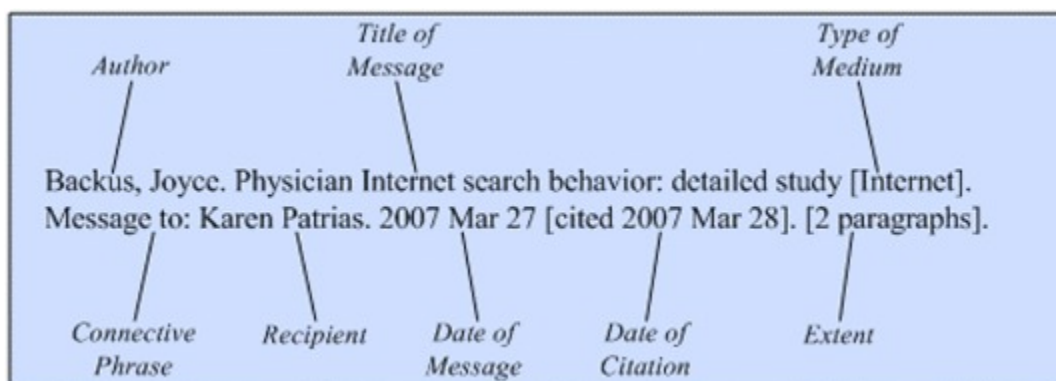 Title of Type of
Author Message Medium
Backus, Joyce. Physician Internet search behavior: detailed study [Internet].
Message to: Karen Patrias. 2007 Mar 27 [cited 2007 Mar 28]. [2 paragraphs].
Connective Recipient Date of Date of Extent
Phrase Message Citation